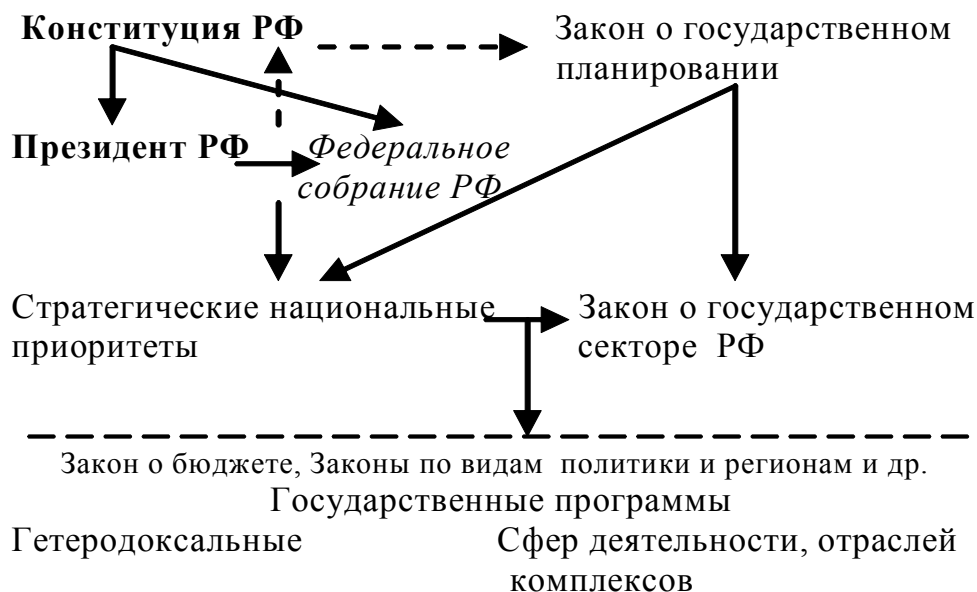 Конституция РФ
Закон о государственном
планировании
Президент РФ
Федеральное
собрание РФ
Стратегические национальные
приоритеты
Закон о государственном
секторе РФ
Закон о бюджете, Законы по видам политики и регионам и др.
Государственные программы
Гетеродоксальные
Сфер деятельности, отраслей
комплексов